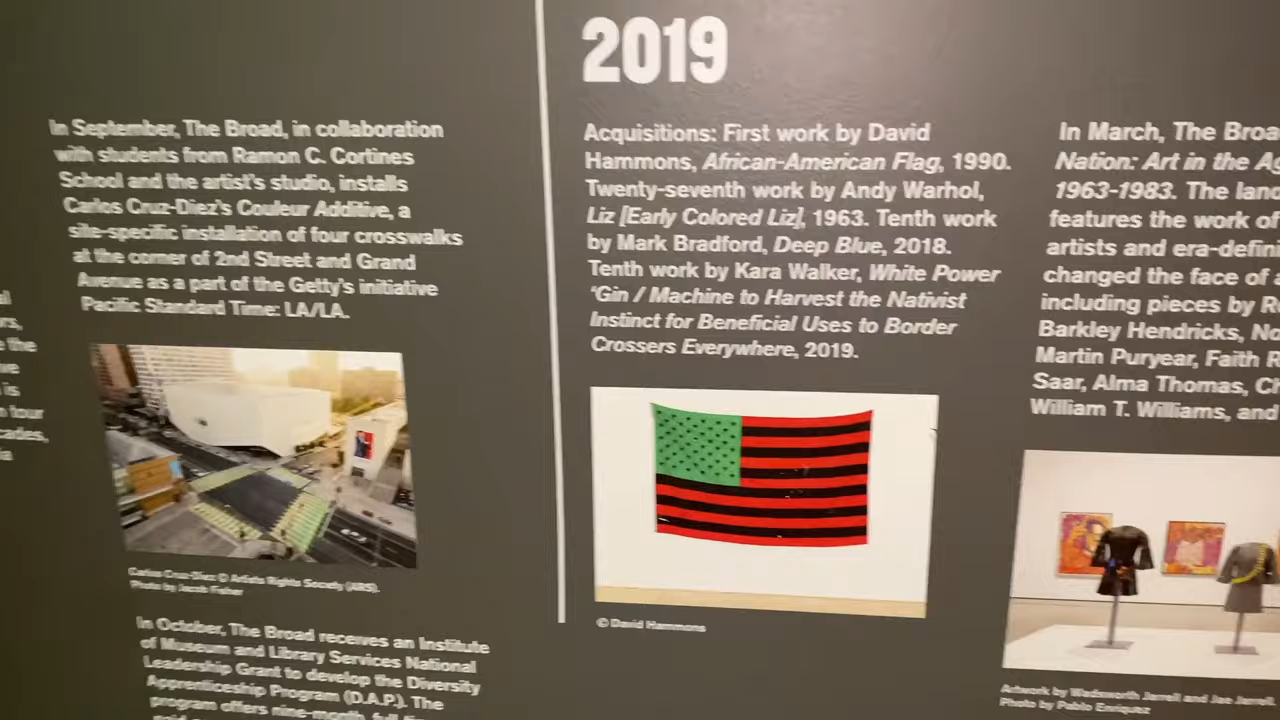 In September, The Broad, in collaboration
with students from Ramon C. Cortines
School and the artist's studio, installs
Carlos Cruz-Diez's Couleur Additive, a
site-specific installation of four crosswalks
at the corner of 2nd Street and Grand
Avenue as a part of the Getty's initiative
Pacific Standard Time: LA/LA.
Carlos Cruz-Diez © Artists Rights Society (ARS).
Photo by Jacob Fisher
In October, The Broad receives an Institute
of Museum and Library Services National
Leadership Grant to develop the Diversity
Apprenticeship Program (D.A.P.). The
program offers nine-month,
2019
Acquisitions: First work by David
Hammons, African-American Flag, 1990.
Twenty-seventh work by Andy Warhol,
Liz [Early Colored Liz], 1963. Tenth work
by Mark Bradford, Deep Blue, 2018.
Tenth work by Kara Walker, White Power
'Gin / Machine to Harvest the Nativist
Instinct for Beneficial Uses to Border
Crossers Everywhere, 2019.
© David Hammons
In March, The Broa
Nation: Art in the Ag
1963-1983. The land
features the work of
artists and era-defini
changed the face of
including pieces by R
Barkley Hendricks, No
Martin Puryear, Faith R
Saar, Alma Thomas, Ch
William T. Williams, and
Artwork by Wadsworth Jarrell and Jae Jarrell.
Photo by Pablo Enriquez